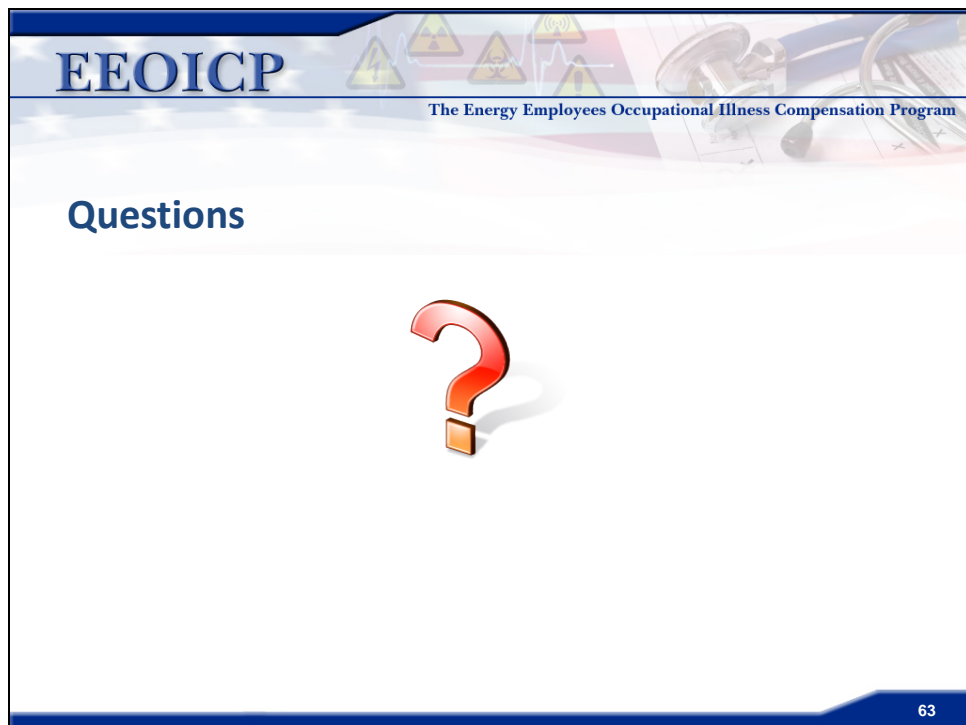 EEOICP
The Energy Employees Occupational Illness Compensation Program
Questions
?
63